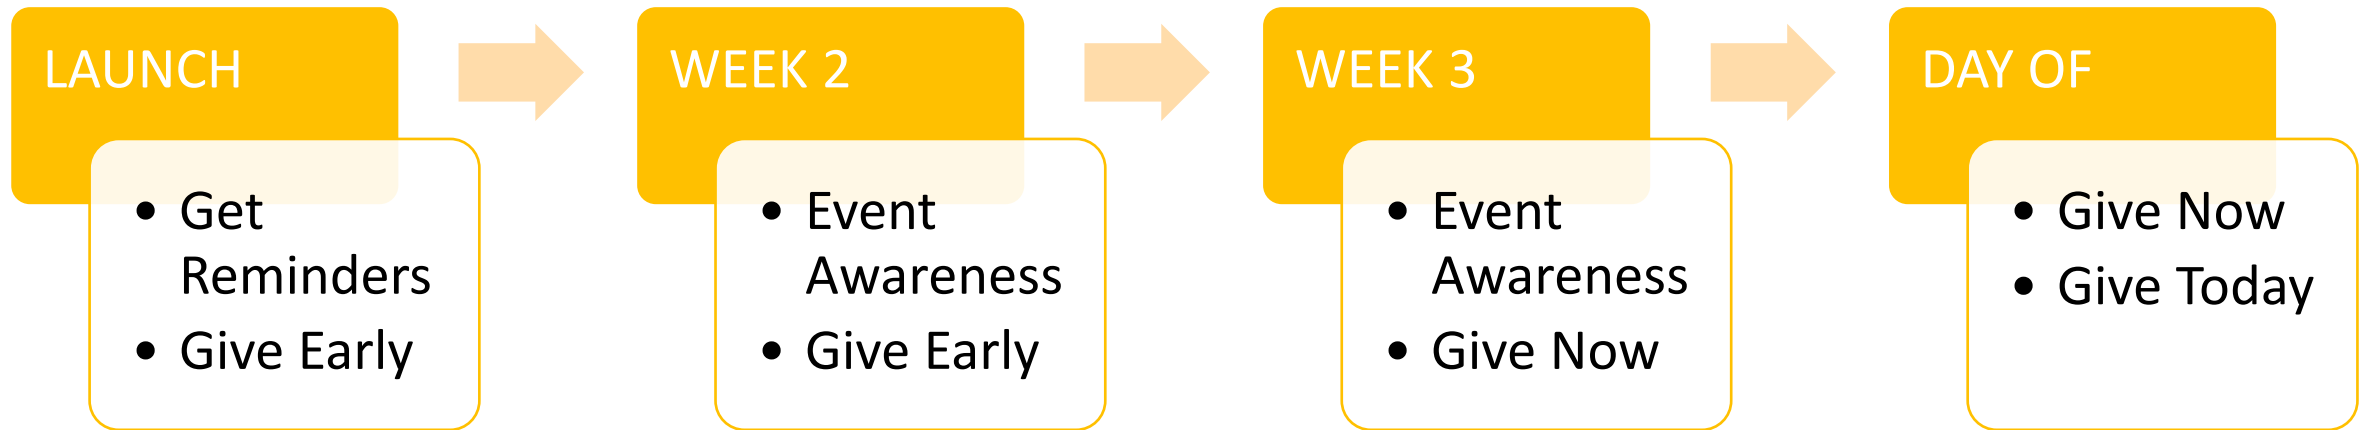 LAUNCH
• Get
Reminders
• Give Early
WEEK 2
• Event
Awareness
• Give Early
WEEK 3
• Event
Awareness
• Give Now
DAY OF
• Give Now
• Give Today